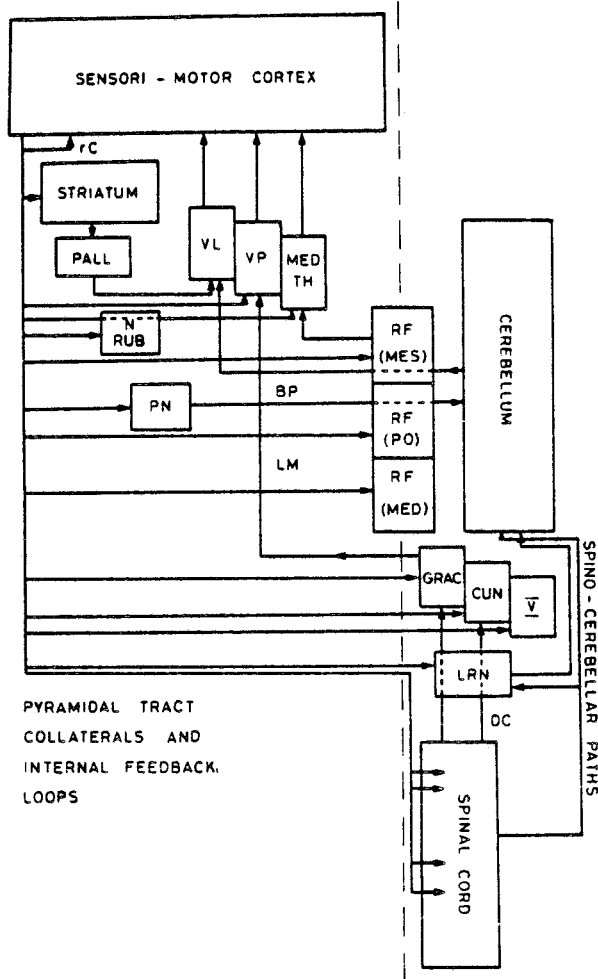 SENSORI - MOTOR CORTEX
rC
STRIATUM
PALL
VL
VP
MED
TH
N
RUB
RF
(MES)
CEREBELLUM
BP
PN
RF
(PO)
LM
RF
(MED)
GRAC
CUN
V
SPINO - CEREBELLAR PATHS
LRN
DC
PYRAMIDAL TRACT
COLLATERALS AND
INTERNAL FEEDBACK
LOOPS
SPINAL CORD